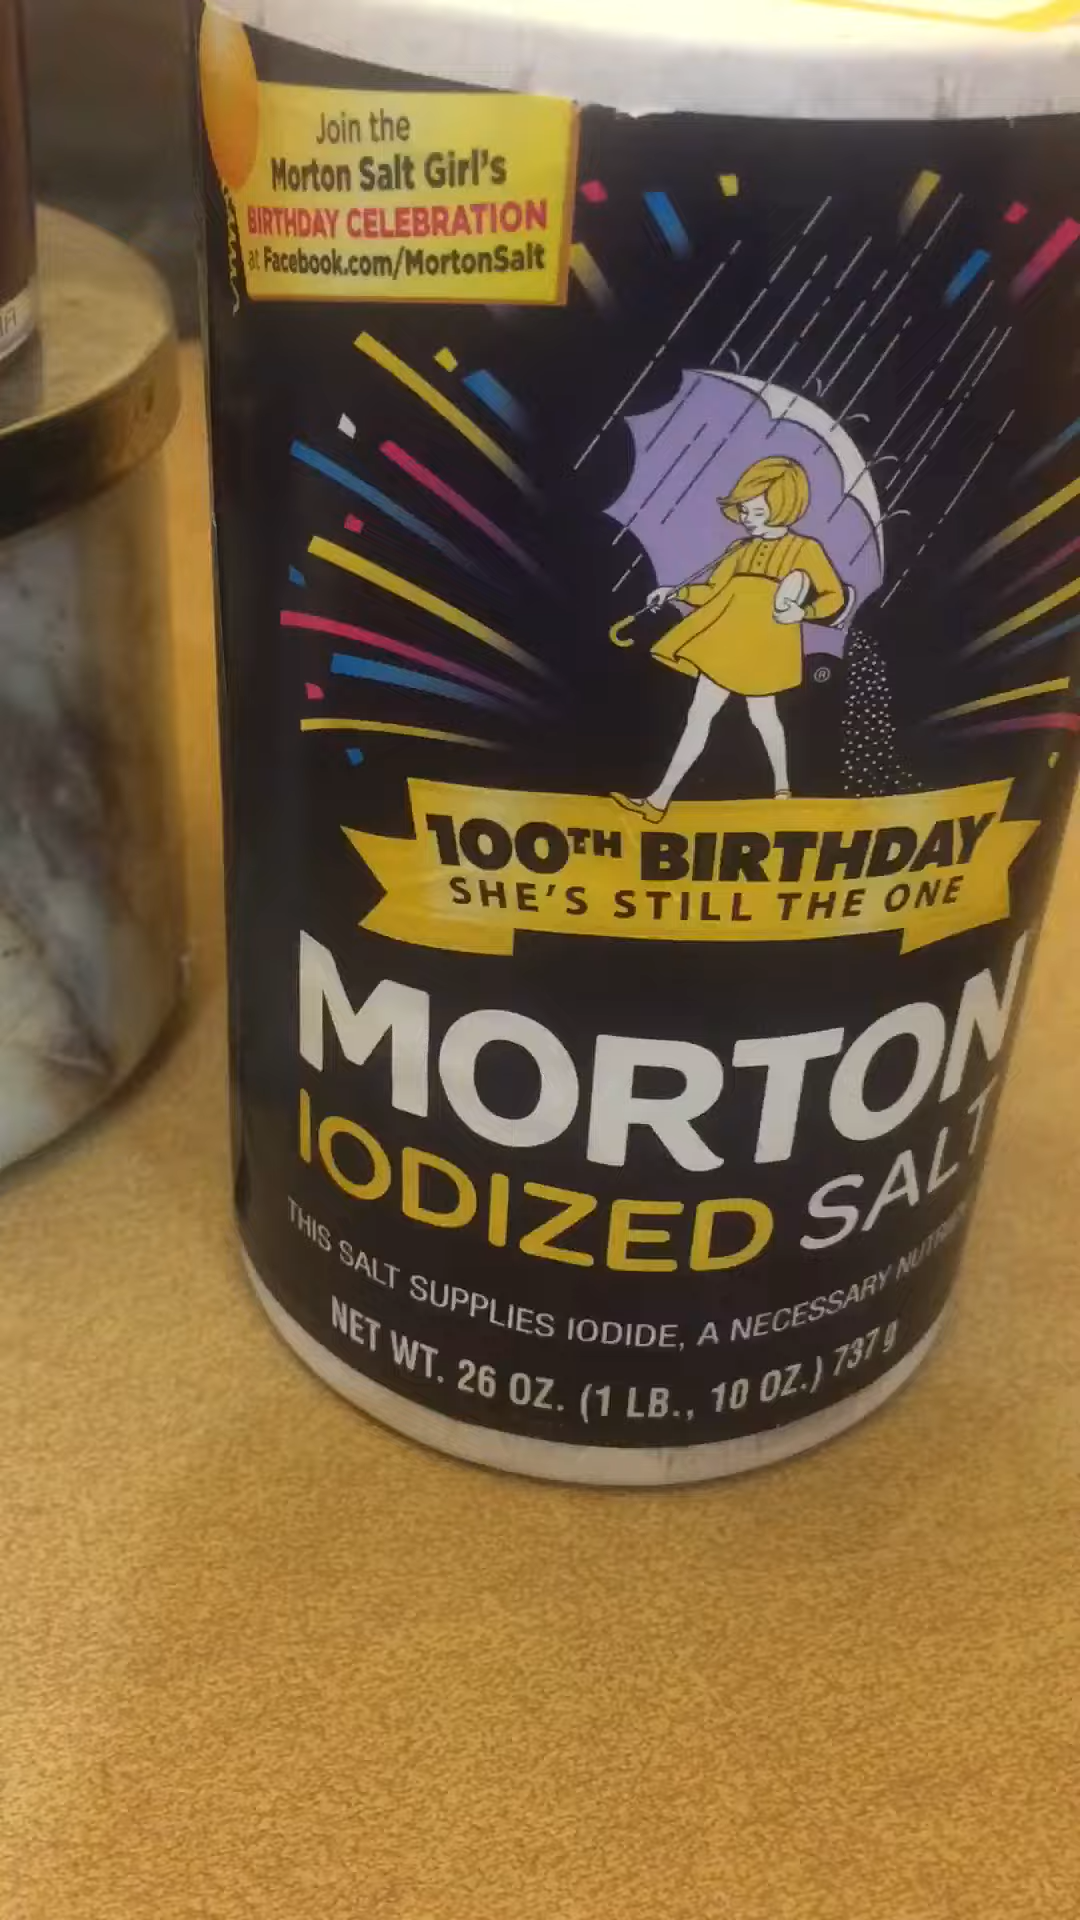 Join the
Morton Salt Girl's
BIRTHDAY CELEBRATION
at Facebook.com/MortonSalt
®
100TH BIRTHDAY
SHE'S STILL THE ONE
MORTON
IODIZED SALT
THIS SALT SUPPLIES IODIDE, A NECESSARY
NET WT. 26 OZ. (1 LB., 10 OZ.) 737 g